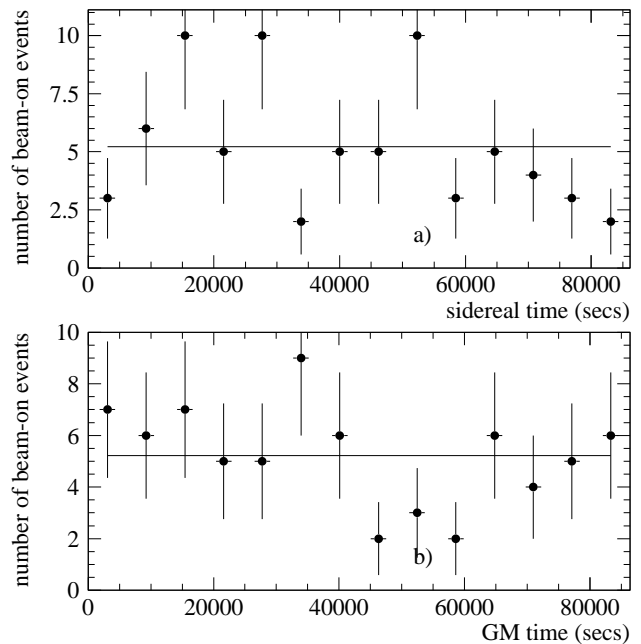 number of beam-on events
10
7.5
5
2.5
0
a)
0 20000 40000 60000 80000
sidereal time (secs)
number of beam-on events
10
8
6
4
2
0
b)
0 20000 40000 60000 80000
GM time (secs)